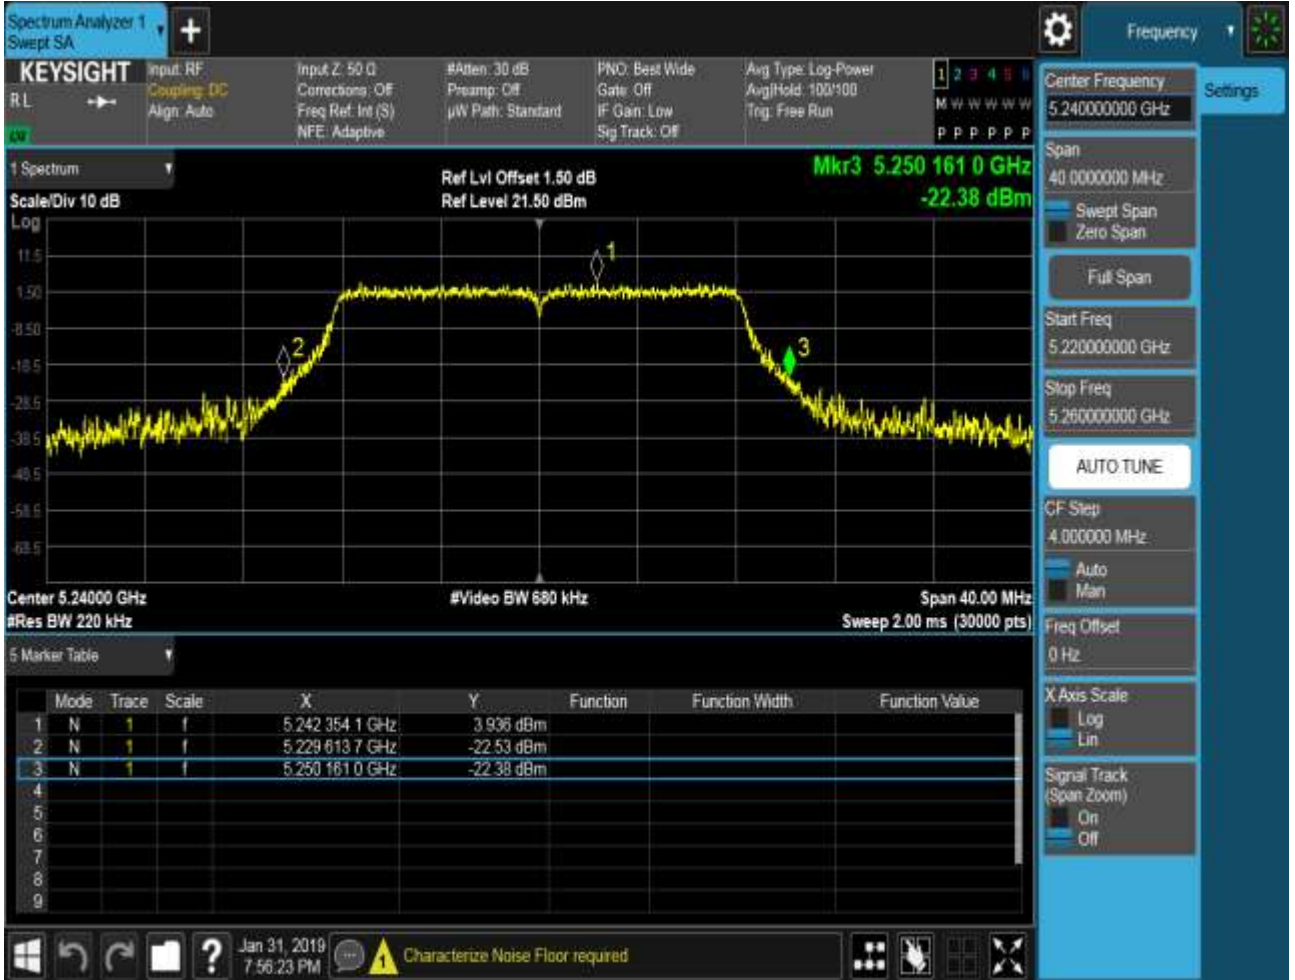 Spectrum Analyzer 1
Swept SA
Frequency
KEYSIGHT
RL
Input: RF
Coupling: DC
Align: Auto
Input Z: 50 Ω
Corrections: Off
Freq Ref: Int (S)
NFE: Adaptive
#Atten: 30 dB
Preamp: Off
µW Path: Standard
PNO: Best Wide
Gate: Off
IF Gain: Low
Sig Track: Off
Avg Type: Log-Power
Avg|Hold: 100/100
Trig: Free Run
1 2 3 4 5 6
M W W W W W
P P P P P P
1 Spectrum
Scale/Div 10 dB
Log
Ref Lvl Offset 1.50 dB
Ref Level 21.50 dBm
Mkr3 5.250 161 0 GHz
-22.38 dBm
11.5
1.50
-8.50
-18.5
-28.5
-38.5
-48.5
-58.5
-68.5
1
2
3
Center 5.24000 GHz
#Video BW 680 kHz
Span 40.00 MHz
#Res BW 220 kHz
Sweep 2.00 ms (30000 pts)
5 Marker Table
Mode Trace Scale X Y Function Function Width Function Value
1 N 1 f 5.242 354 1 GHz 3.936 dBm
2 N 1 f 5.229 613 7 GHz -22.53 dBm
3 N 1 f 5.250 161 0 GHz -22.38 dBm
4
5
6
7
8
9
Jan 31, 2019
7:56:23 PM
1
Characterize Noise Floor required
Settings
Center Frequency
5.240000000 GHz
Span
40.0000000 MHz
Swept Span
Zero Span
Full Span
Start Freq
5.220000000 GHz
Stop Freq
5.260000000 GHz
AUTO TUNE
CF Step
4.000000 MHz
Auto
Man
Freq Offset
0 Hz
X Axis Scale
Log
Lin
Signal Track
(Span Zoom)
On
Off